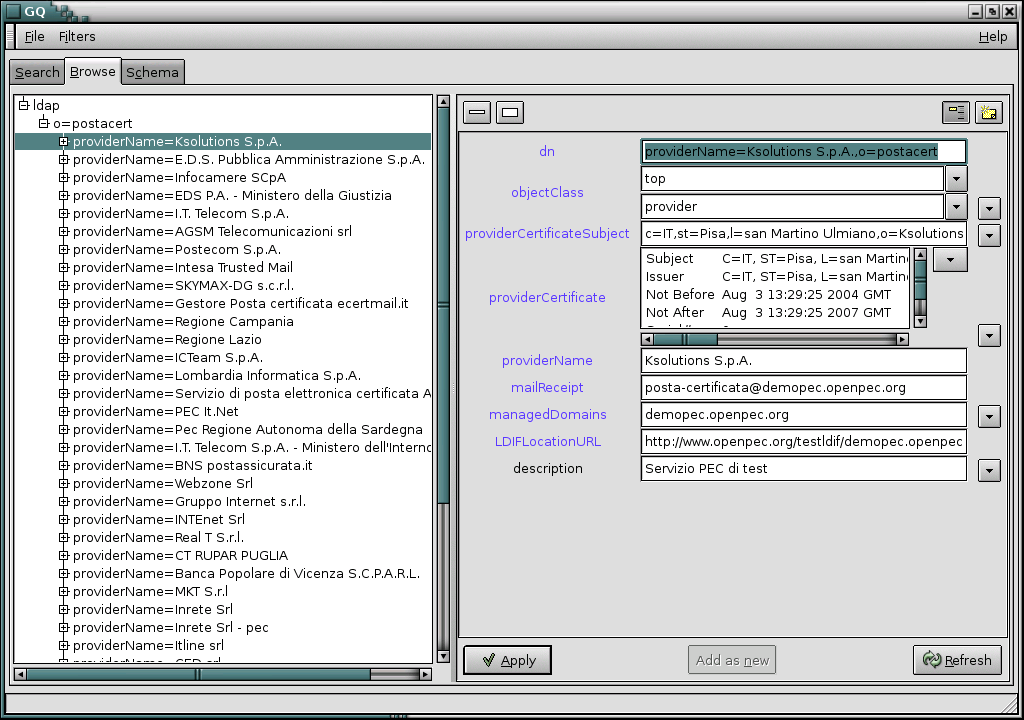 GQ
File Filters Help
Search Browse Schema
ldap
o=postacert
providerName=Ksolutions S.p.A.
providerName=E.D.S. Pubblica Amministrazione S.p.A.
providerName=Infocamere SCpA
providerName=EDS P.A. - Ministero della Giustizia
providerName=I.T. Telecom S.p.A.
providerName=AGSM Telecomunicazioni srl
providerName=Postecom S.p.A.
providerName=Intesa Trusted Mail
providerName=SKYMAX-DG s.c.r.l.
providerName=Gestore Posta certificata ecertmail.it
providerName=Regione Campania
providerName=Regione Lazio
providerName=ICTeam S.p.A.
providerName=Lombardia Informatica S.p.A.
providerName=Servizio di posta elettronica certificata A
providerName=PEC It.Net
providerName=Pec Regione Autonoma della Sardegna
providerName=I.T. Telecom S.p.A. - Ministero dell'Interno
providerName=BNS postassicurata.it
providerName=Webzone Srl
providerName=Gruppo Internet s.r.l.
providerName=INTEnet Srl
providerName=Real T S.r.l.
providerName=CT RUPAR PUGLIA
providerName=Banca Popolare di Vicenza S.C.P.A.R.L.
providerName=MKT S.r.l
providerName=Inrete Srl
providerName=Inrete Srl - pec
providerName=Itline srl
dn providerName=Ksolutions S.p.A.,o=postacert
objectClass top
provider
providerCertificateSubject c=IT,st=Pisa,l=san Martino Ulmiano,o=Ksolutions
providerCertificate
Subject C=IT, ST=Pisa, L=san Martin
Issuer C=IT, ST=Pisa, L=san Martin
Not Before Aug 3 13:29:25 2004 GMT
Not After Aug 3 13:29:25 2007 GMT
providerName Ksolutions S.p.A.
mailReceipt posta-certificata@demopec.openpec.org
managedDomains demopec.openpec.org
LDIFLocationURL http://www.openpec.org/testldif/demopec.openpec
description Servizio PEC di test
Apply Add as new Refresh